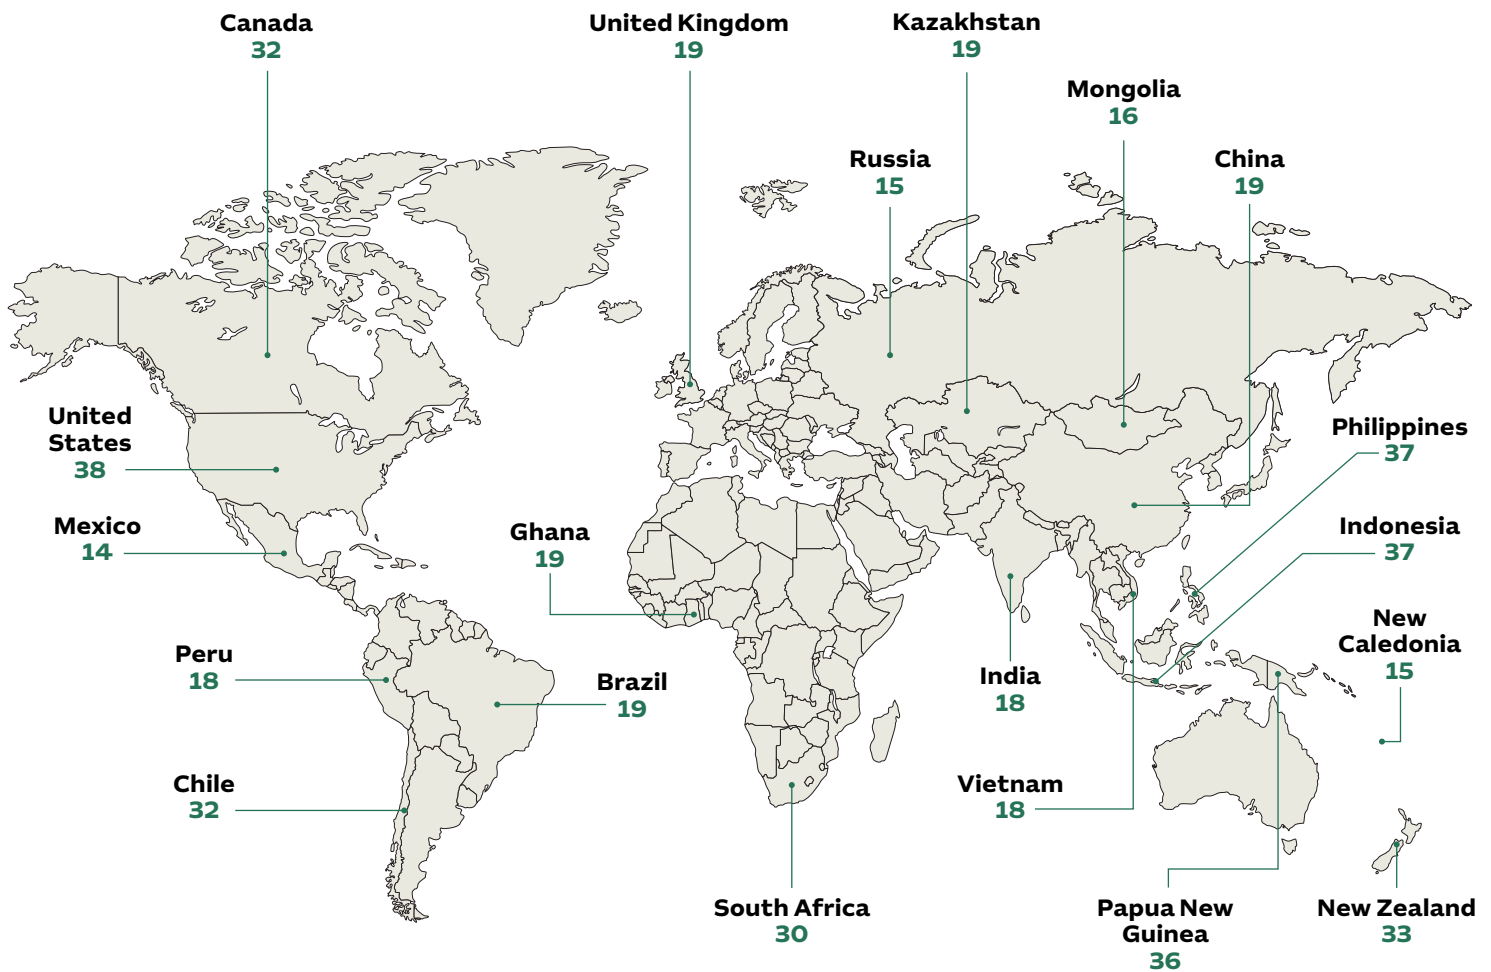 Canada
32
United Kingdom
19
Kazakhstan
19
Mongolia
16
Russia
15
China
19
United
States
38
Philippines
37
Mexico
14
Ghana
19
Indonesia
37
New
Caledonia
15
Peru
18
Brazil
19
India
18
Chile
32
Vietnam
18
South Africa
30
Papua New
Guinea
36
New Zealand
33